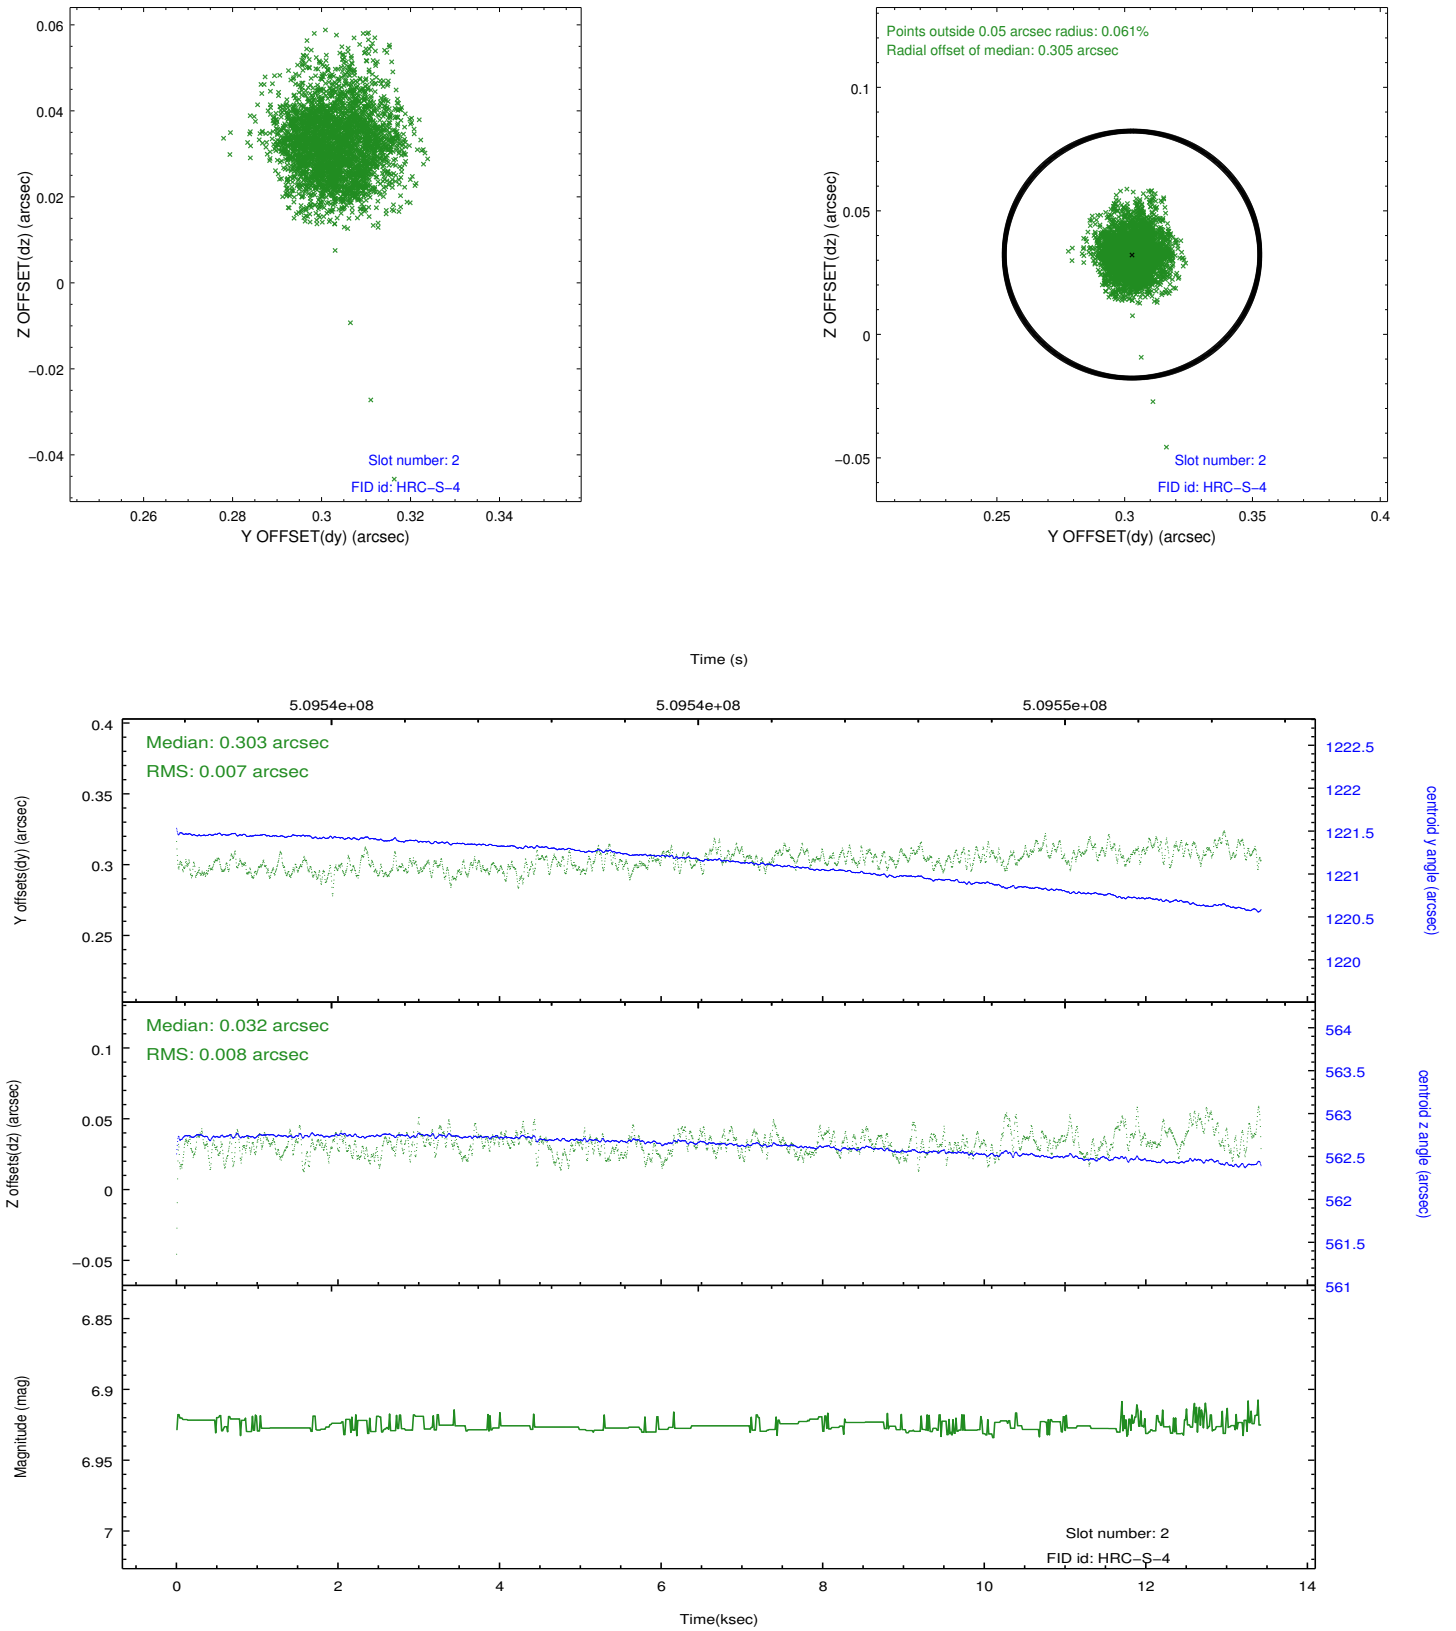 0.06
0.04
0.02
0
−0.02
−0.04
Z OFFSET(dz) (arcsec)
Slot number: 2
FID id: HRC−S−4
0.26 0.28 0.3 0.32 0.34
Y OFFSET(dy) (arcsec)
Points outside 0.05 arcsec radius: 0.061%
Radial offset of median: 0.305 arcsec
0.1
0.05
0
−0.05
Z OFFSET(dz) (arcsec)
Slot number: 2
FID id: HRC−S−4
0.25 0.3 0.35 0.4
Y OFFSET(dy) (arcsec)
Time (s)
5.0954e+08 5.0954e+08 5.0955e+08
Median: 0.303 arcsec
RMS: 0.007 arcsec
0.4
0.35
0.3
0.25
Y offsets(dy) (arcsec)
1222.5
1222
1221.5
1221
1220.5
1220
centroid y angle (arcsec)
Median: 0.032 arcsec
RMS: 0.008 arcsec
0.1
0.05
0
−0.05
Z offsets(dz) (arcsec)
564
563.5
563
562.5
562
561.5
561
centroid z angle (arcsec)
6.85
6.9
6.95
7
Magnitude (mag)
Slot number: 2
FID id: HRC−S−4
0 2 4 6 8 10 12 14
Time(ksec)